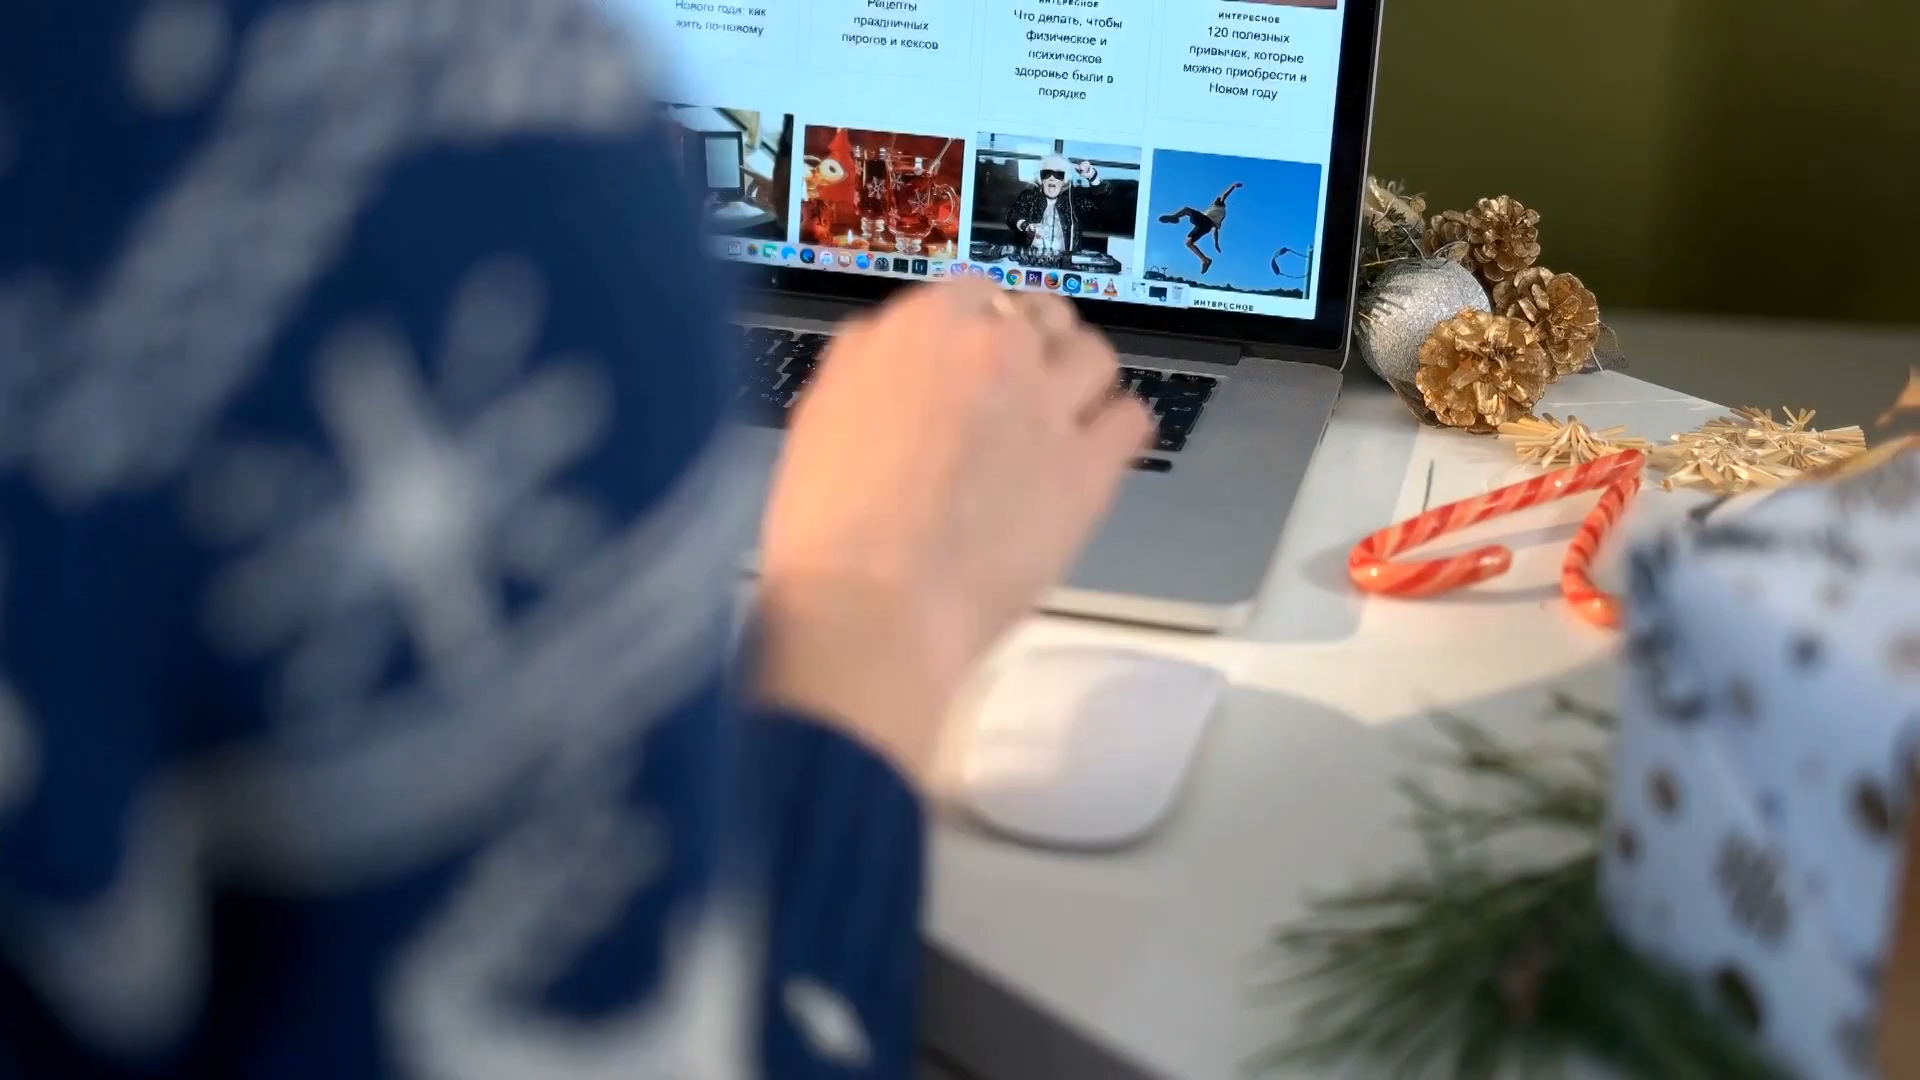 Нового года: как
жить по-новому
Рецепты
праздничных
пирогов и кексов
ИНТЕРЕСНОЕ
Что делать, чтобы
физическое и
психическое
здоровье были в
порядке
ИНТЕРЕСНОЕ
120 полезных
привычек, которые
можно приобрести в
Новом году
Pr
ИНТЕРЕСНОЕ